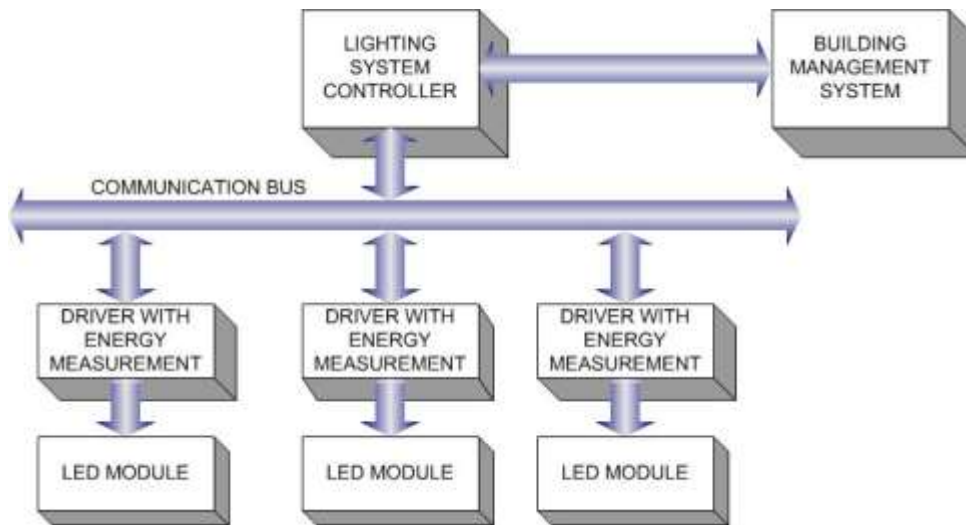 LIGHTING
SYSTEM
CONTROLLER
BUILDING
MANAGEMENT
SYSTEM
COMMUNICATION BUS
DRIVER WITH
ENERGY
MEASUREMENT
DRIVER WITH
ENERGY
MEASUREMENT
DRIVER WITH
ENERGY
MEASUREMENT
LED MODULE
LED MODULE
LED MODULE